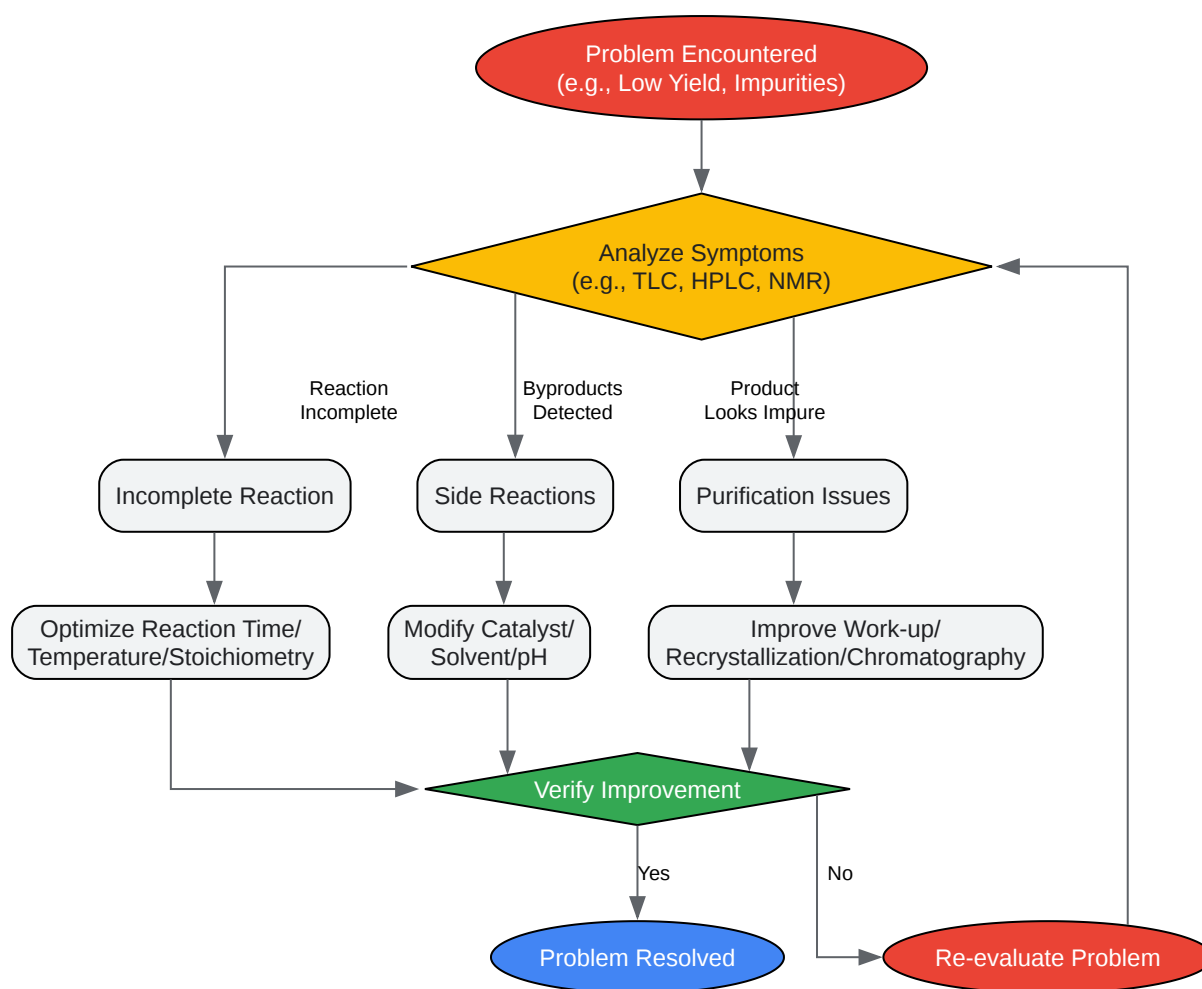 Problem Encountered
(e.g., Low Yield, Impurities)
Analyze Symptoms
(e.g., TLC, HPLC, NMR)
Reaction
Incomplete
Byproducts
Detected
Product
Looks Impure
Incomplete Reaction
Side Reactions
Purification Issues
Optimize Reaction Time/
Temperature/Stoichiometry
Modify Catalyst/
Solvent/pH
Improve Work-up/
Recrystallization/Chromatography
Verify Improvement
Yes
No
Problem Resolved
Re-evaluate Problem